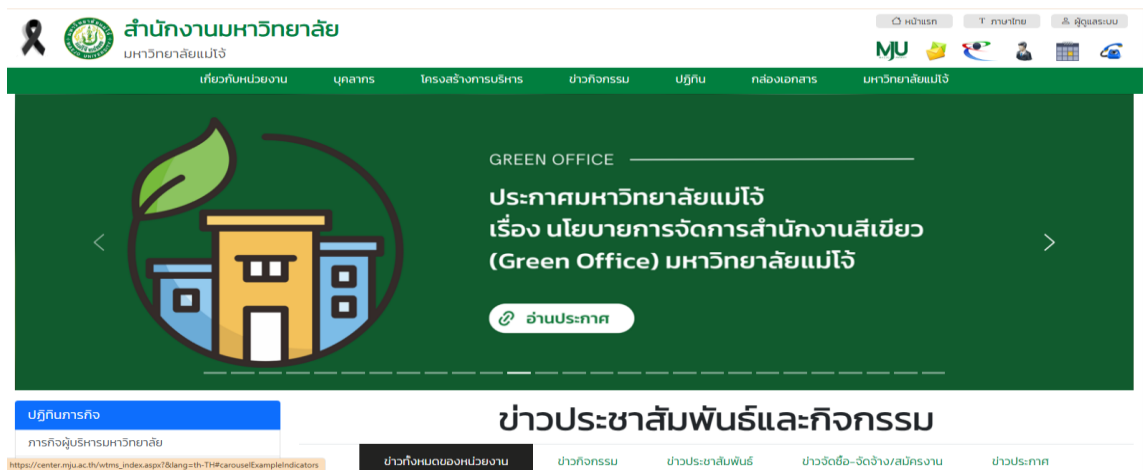 สำนักงานมหาวิทยาลัย
มหาวิทยาลัยแม่โจ้
หน้าแรก
T ภาษาไทย
ผู้ดูแลระบบ
MJU
เกี่ยวกับหน่วยงาน
บุคลากร
โครงสร้างการบริหาร
ข่าวกิจกรรม
ปฏิทิน
กล่องเอกสาร
มหาวิทยาลัยแม่โจ้
GREEN OFFICE
ประกาศมหาวิทยาลัยแม่โจ้
เรื่อง นโยบายการจัดการสำนักงานสีเขียว
(Green Office) มหาวิทยาลัยแม่โจ้
อ่านประกาศ
ปฏิทินภารกิจ
ภารกิจผู้บริหารมหาวิทยาลัย
ข่าวประชาสัมพันธ์และกิจกรรม
ข่าวทั้งหมดของหน่วยงาน
ข่าวกิจกรรม
ข่าวประชาสัมพันธ์
ข่าวจัดซื้อ-จัดจ้าง/สมัครงาน
ข่าวประกาศ
https://center.mju.ac.th/wtms_index.aspx?&lang=th-TH#carouselExampleIndicators